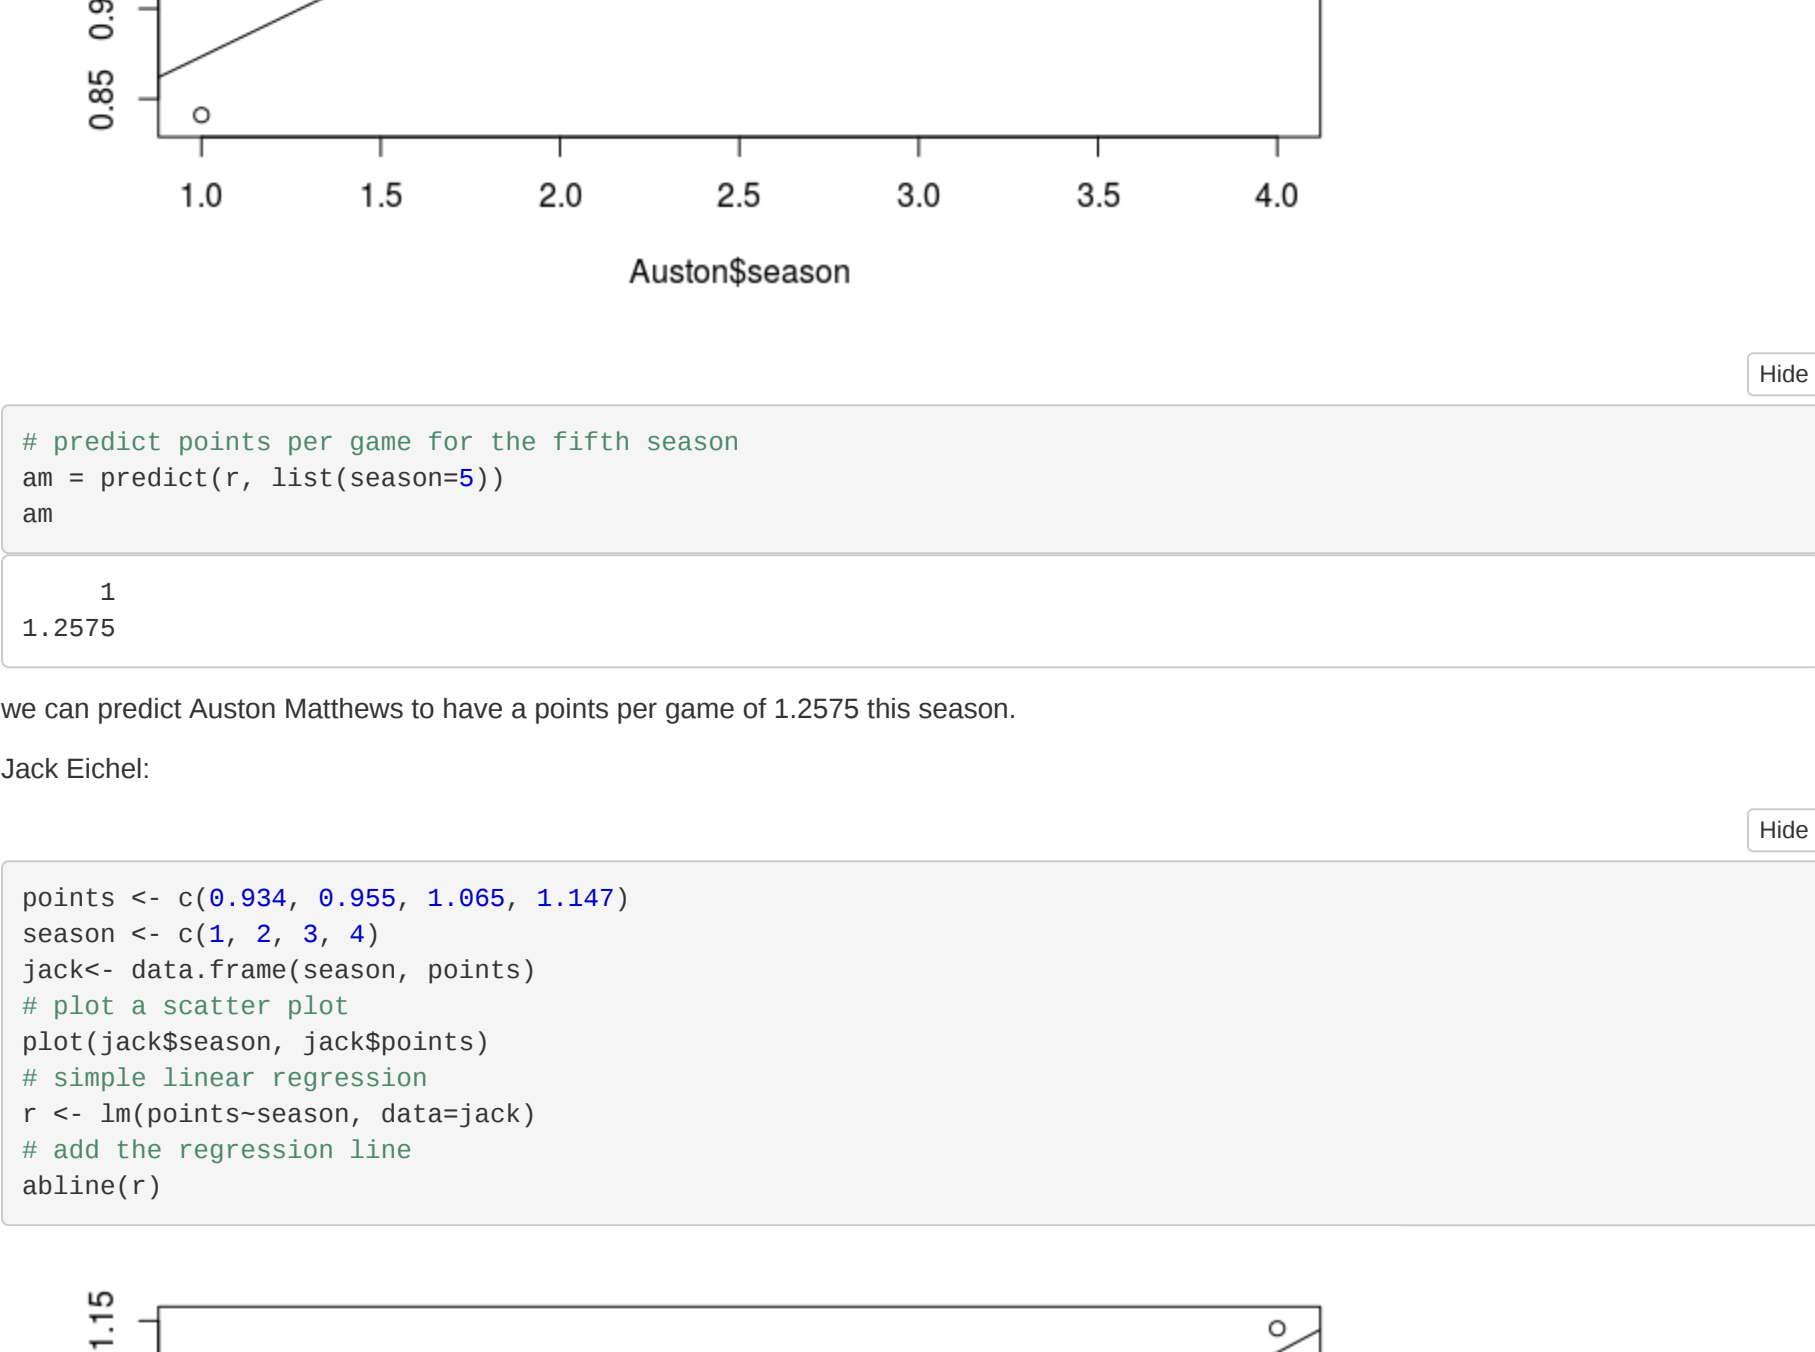 0.9
0.85
1.0 1.5 2.0 2.5 3.0 3.5 4.0
Auston$season
Hide
# predict points per game for the fifth season
am = predict(r, list(season=5))
am
1
1.2575
we can predict Auston Matthews to have a points per game of 1.2575 this season.
Jack Eichel:
Hide
points <- c(0.934, 0.955, 1.065, 1.147)
season <- c(1, 2, 3, 4)
jack<- data.frame(season, points)
# plot a scatter plot
plot(jack$season, jack$points)
# simple linear regression
r <- lm(points~season, data=jack)
# add the regression line
abline(r)
1.15